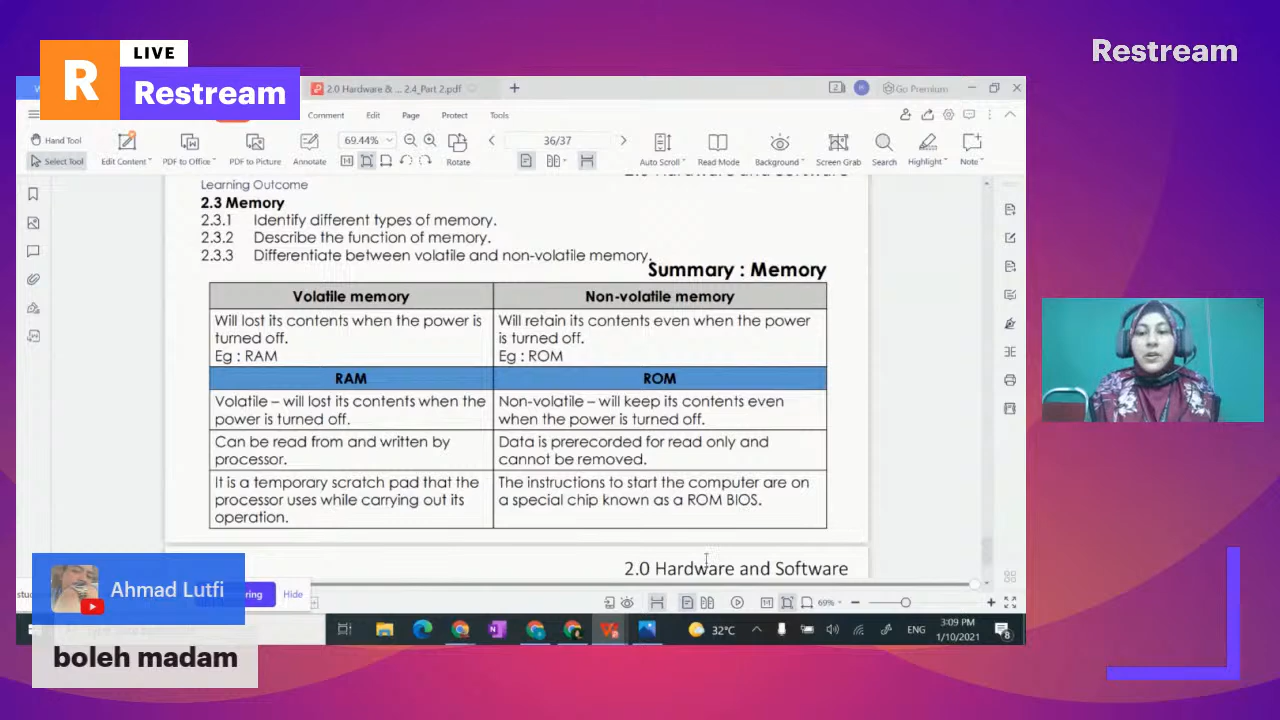 R
LIVE
Restream
Restream
2.0 Hardware & ... 2.4_Part 2.pdf
Go Premium
Comment Edit Page Protect Tools
Hand Tool
Select Tool
Edit Content
PDF to Office
PDF to Picture
Annotate
69.44%
Rotate
36/37
Auto Scroll
Read Mode
Background
Screen Grab
Search
Highlight
Note
Learning Outcome
2.3 Memory
2.3.1 Identify different types of memory.
2.3.2 Describe the function of memory.
2.3.3 Differentiate between volatile and non-volatile memory.
Summary : Memory
Volatile memory
Non-volatile memory
Will lost its contents when the power is
turned off.
Eg : RAM
Will retain its contents even when the power
is turned off.
Eg : ROM
RAM
ROM
Volatile – will lost its contents when the
power is turned off.
Non-volatile – will keep its contents even
when the power is turned off.
Can be read from and written by
processor.
Data is prerecorded for read only and
cannot be removed.
It is a temporary scratch pad that the
processor uses while carrying out its
operation.
The instructions to start the computer are on
a special chip known as a ROM BIOS.
2.0 Hardware and Software
Hide
69%
32°C
ENG
3:09 PM
1/10/2021
8
Ahmad Lutfi
boleh madam